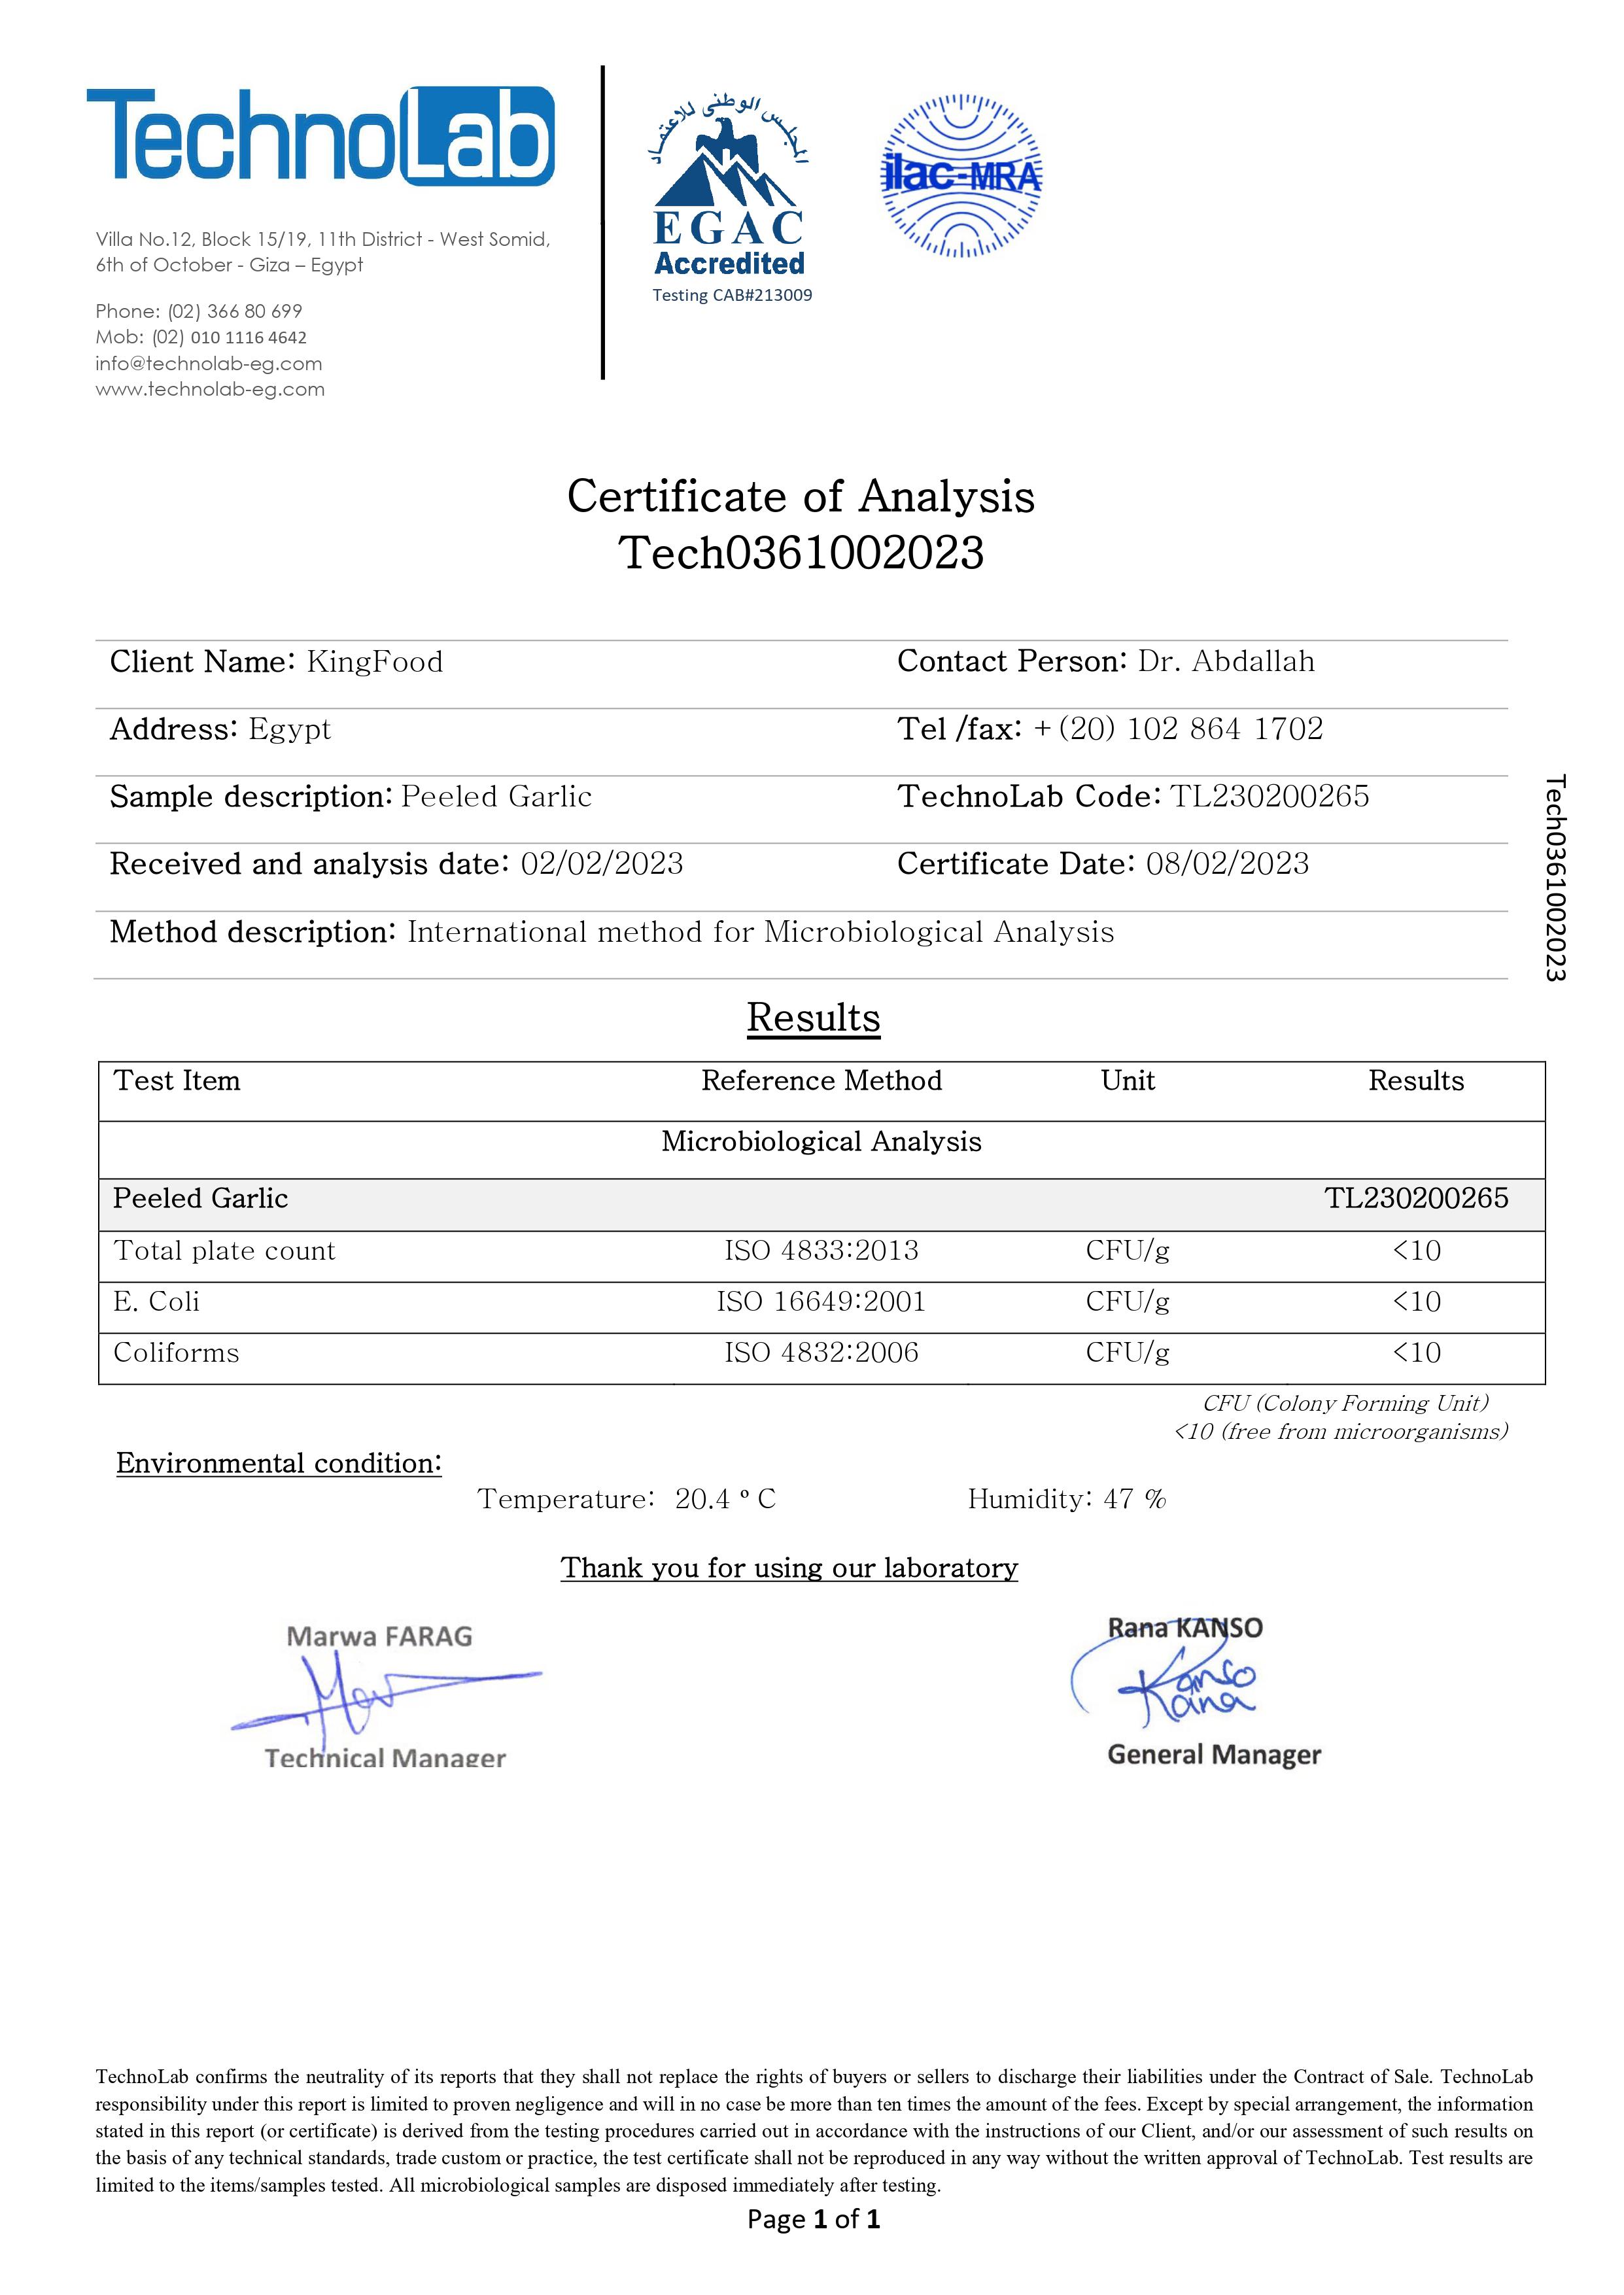 TechnoLab
Villa No.12, Block 15/19, 11th District - West Somid,
6th of October - Giza – Egypt
Phone: (02) 366 80 699
Mob: (02) 010 1116 4642
info@technolab-eg.com
www.technolab-eg.com
المجلس الوطنى للاعتماد
EGAC
Accredited
Testing CAB#213009
ilac-MRA
Certificate of Analysis
Tech0361002023
Client Name: KingFood Contact Person: Dr. Abdallah
Address: Egypt Tel /fax: +(20) 102 864 1702
Sample description: Peeled Garlic TechnoLab Code: TL230200265
Received and analysis date: 02/02/2023 Certificate Date: 08/02/2023
Method description: International method for Microbiological Analysis
Tech0361002023
Results
Test Item Reference Method Unit Results
Microbiological Analysis
Peeled Garlic TL230200265
Total plate count ISO 4833:2013 CFU/g <10
E. Coli ISO 16649:2001 CFU/g <10
Coliforms ISO 4832:2006 CFU/g <10
CFU (Colony Forming Unit)
<10 (free from microorganisms)
Environmental condition:
Temperature: 20.4 º C Humidity: 47 %
Thank you for using our laboratory
Marwa FARAG Rana KANSO
Kanso
Rana
Technical Manager General Manager
TechnoLab confirms the neutrality of its reports that they shall not replace the rights of buyers or sellers to discharge their liabilities under the Contract of Sale. TechnoLab
responsibility under this report is limited to proven negligence and will in no case be more than ten times the amount of the fees. Except by special arrangement, the information
stated in this report (or certificate) is derived from the testing procedures carried out in accordance with the instructions of our Client, and/or our assessment of such results on
the basis of any technical standards, trade custom or practice, the test certificate shall not be reproduced in any way without the written approval of TechnoLab. Test results are
limited to the items/samples tested. All microbiological samples are disposed immediately after testing.
Page 1 of 1